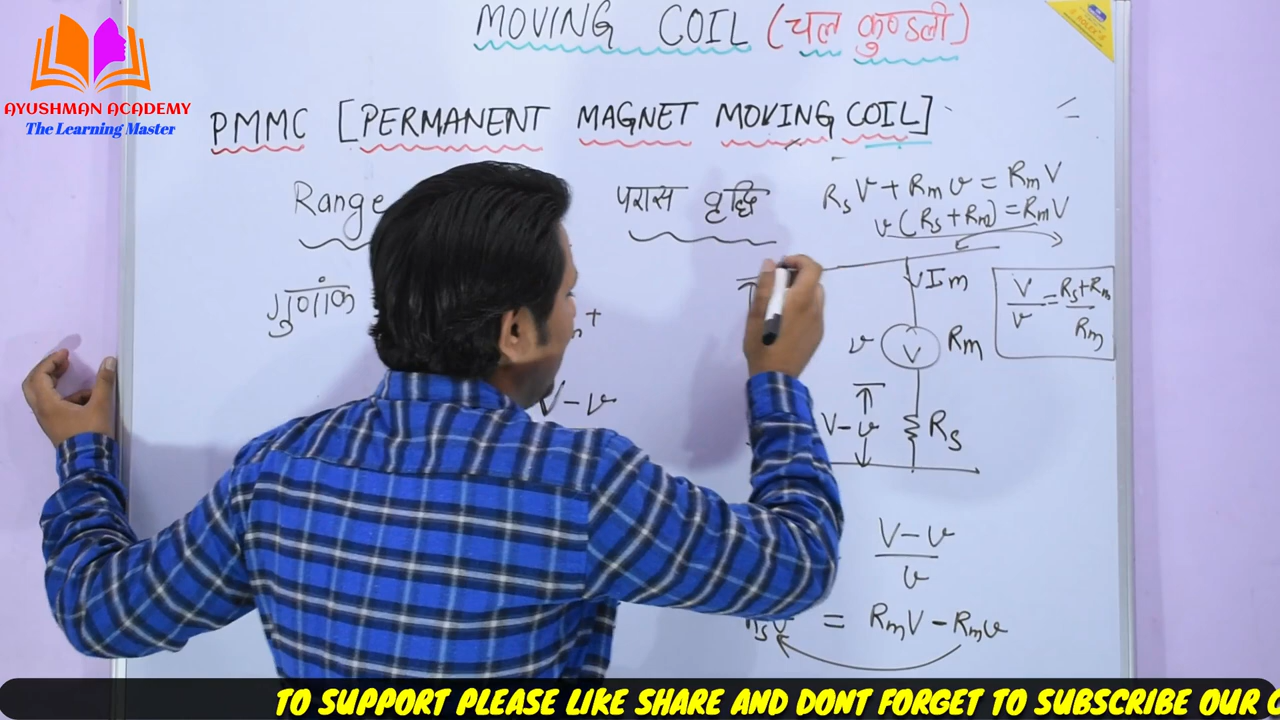 MOVING COIL (चल कुण्डली)
AYUSHMAN ACADEMY
The Learning Master
PMMC [PERMANENT MAGNET MOVING COIL]
Range
परास वृद्धि
RsV + Rmv = RmV
v(Rs+Rm) = RmV
गुणांक
Im
V/v = Rs+Rm/Rm
v V Rm
V-v
V-v Rs
V-v/v
Rsv = RmV - Rmv
TO SUPPORT PLEASE LIKE SHARE AND DONT FORGET TO SUBSCRIBE OUR